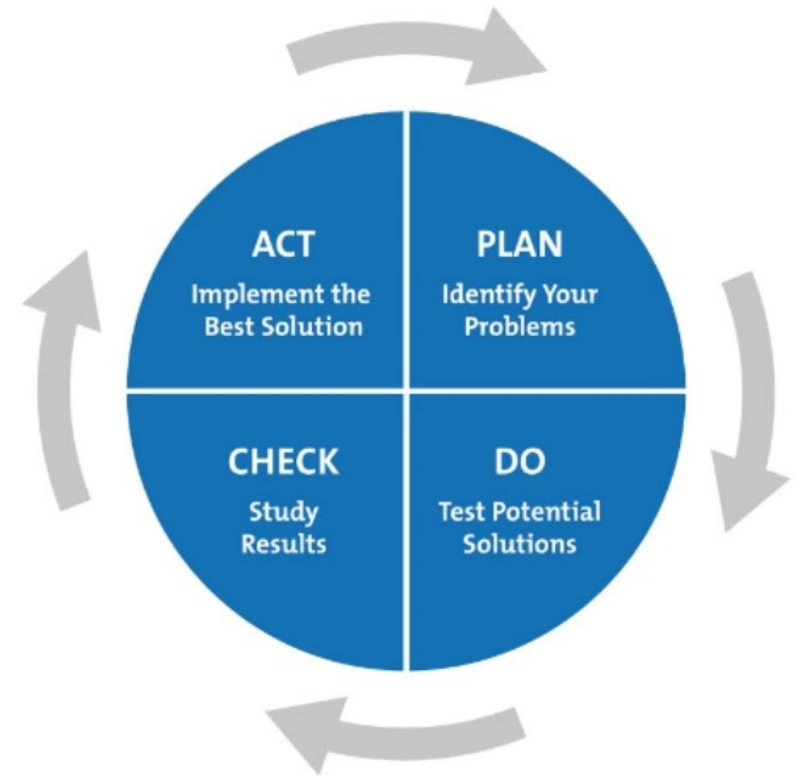 ACT
Implement the
Best Solution
PLAN
Identify Your
Problems
CHECK
Study
Results
DO
Test Potential
Solutions